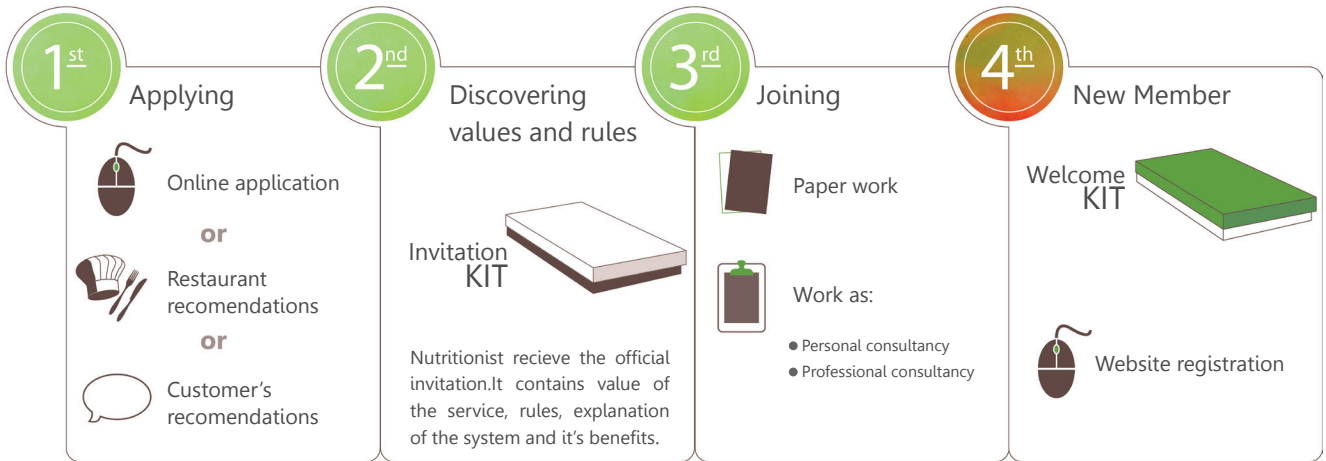 1st
Applying
Online application
or
Restaurant
recomendations
or
Customer's
recomendations
2nd
Discovering
values and rules
Invitation
KIT
Nutritionist recieve the official
invitation.It contains value of
the service, rules, explanation
of the system and it's benefits.
3rd
Joining
Paper work
Work as:
● Personal consultancy
● Professional consultancy
4th
New Member
Welcome
KIT
Website registration